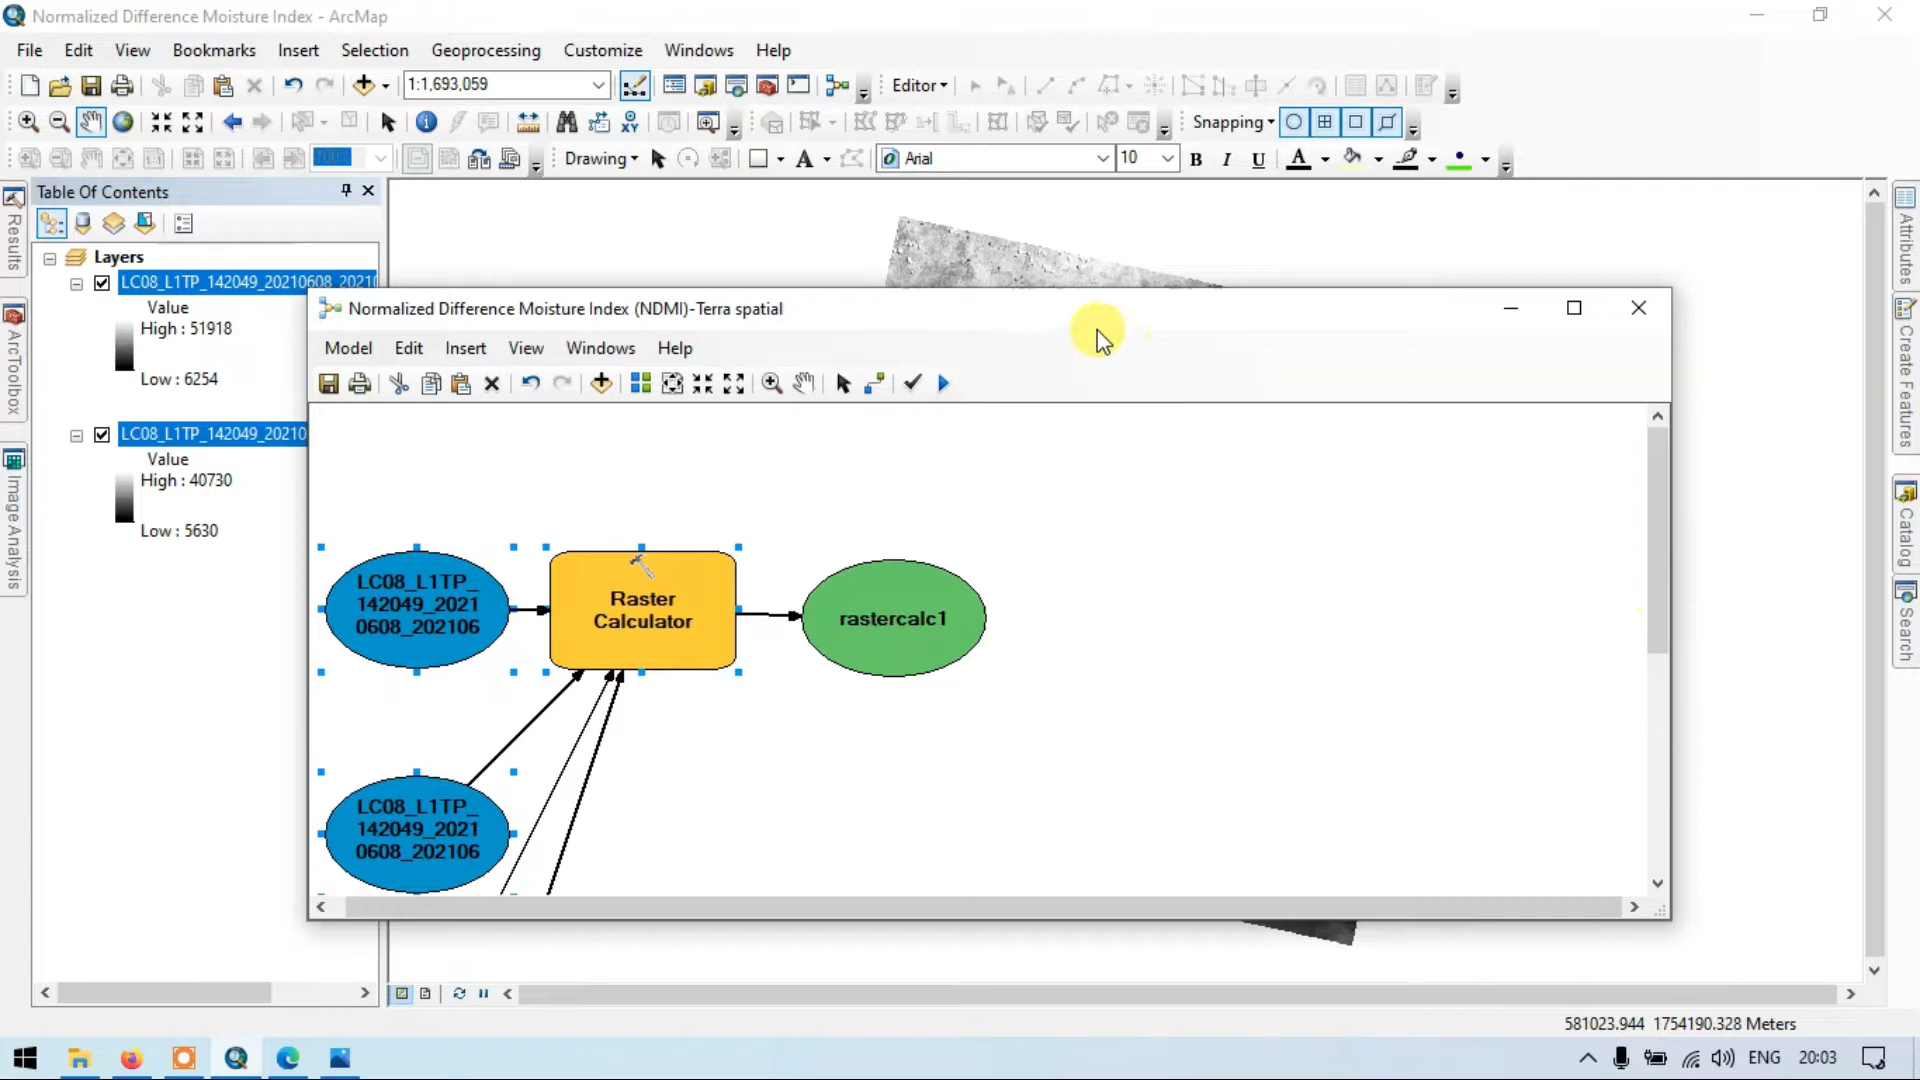 Normalized Difference Moisture Index - ArcMap
File Edit View Bookmarks Insert Selection Geoprocessing Customize Windows Help
1:1,693,059
Editor
Snapping
100%
Drawing
Arial
10
B I U A
Table Of Contents
Results
ArcToolbox
Image Analysis
Layers
LC08_L1TP_142049_20210608_20210
Value
High : 51918
Low : 6254
LC08_L1TP_142049_20210
Value
High : 40730
Low : 5630
Normalized Difference Moisture Index (NDMI)-Terra spatial
Model Edit Insert View Windows Help
LC08_L1TP_
142049_2021
0608_202106
Raster
Calculator
rastercalc1
LC08_L1TP_
142049_2021
0608_202106
Attributes
Create Features
Catalog
Search
581023.944 1754190.328 Meters
ENG 20:03